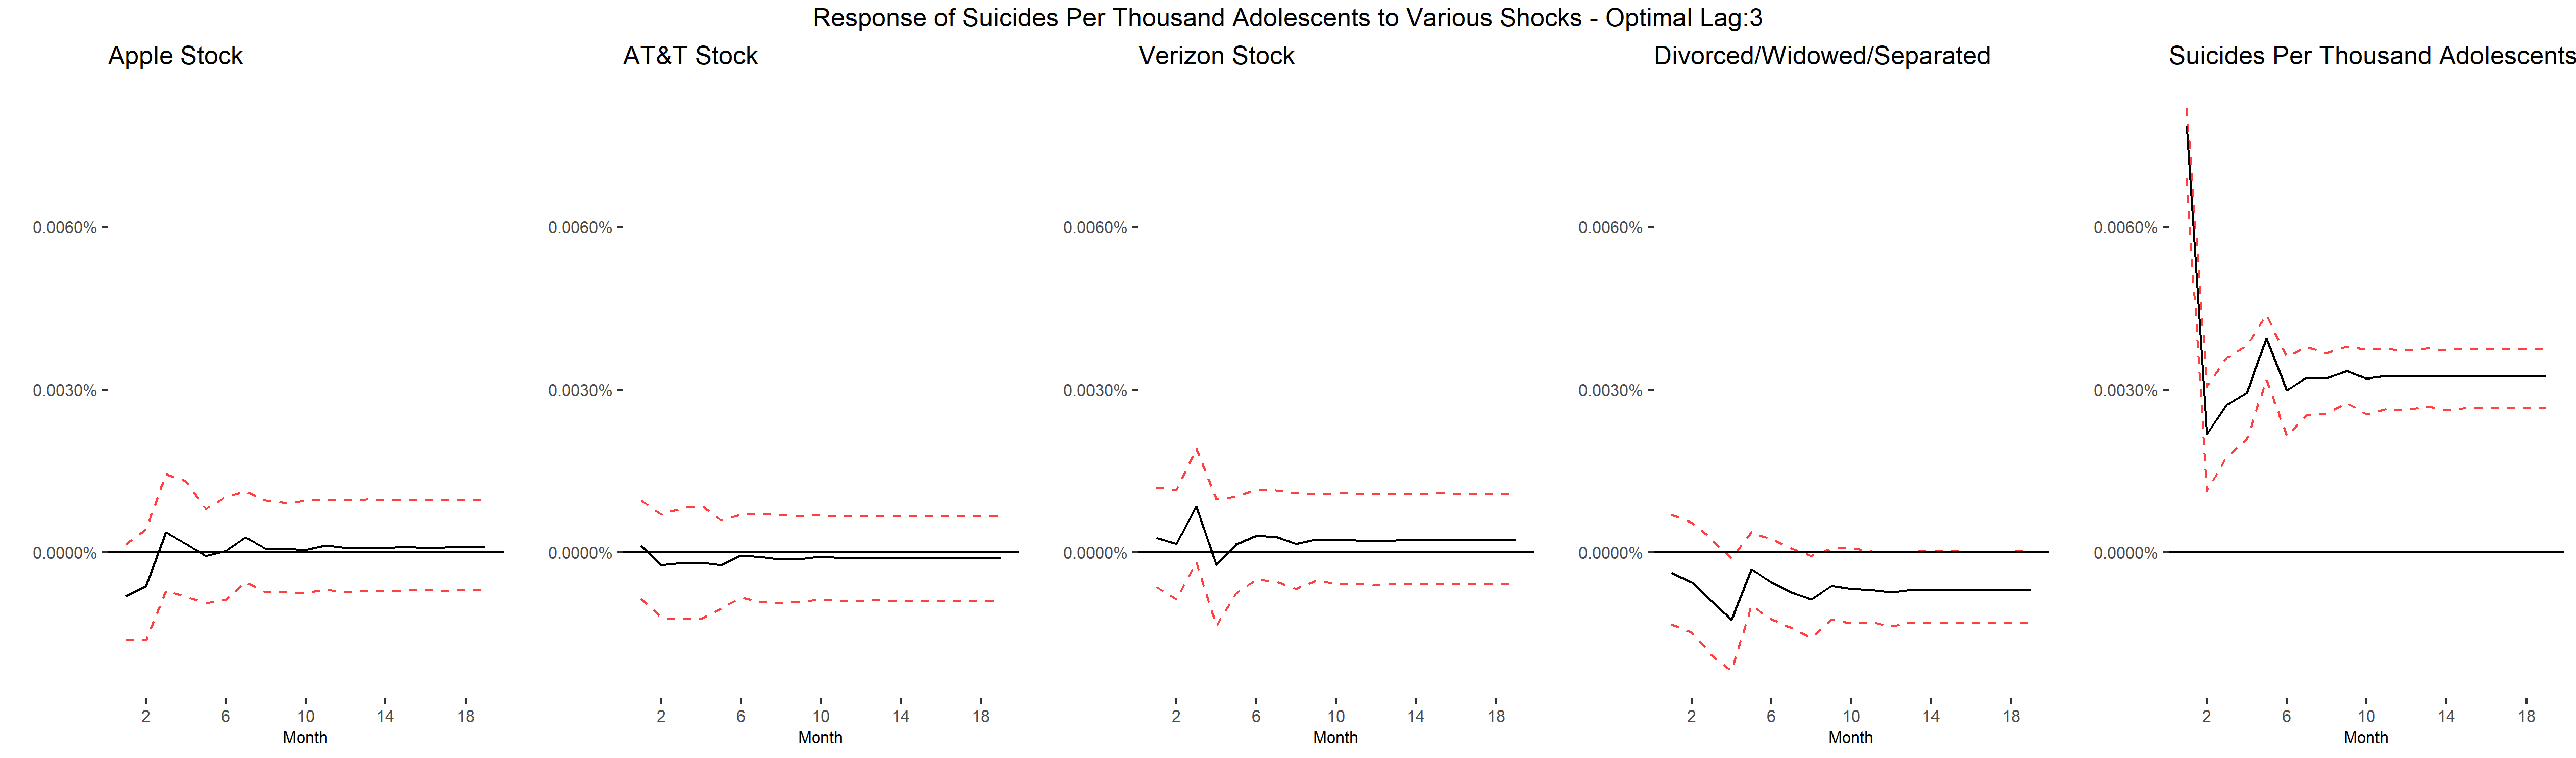 Response of Suicides Per Thousand Adolescents to Various Shocks - Optimal Lag:3
Apple Stock
0.0060%
0.0030%
0.0000%
2 6 10 14 18
Month
AT&T Stock
0.0060%
0.0030%
0.0000%
2 6 10 14 18
Month
Verizon Stock
0.0060%
0.0030%
0.0000%
2 6 10 14 18
Month
Divorced/Widowed/Separated
0.0060%
0.0030%
0.0000%
2 6 10 14 18
Month
Suicides Per Thousand Adolescents
0.0060%
0.0030%
0.0000%
2 6 10 14 18
Month